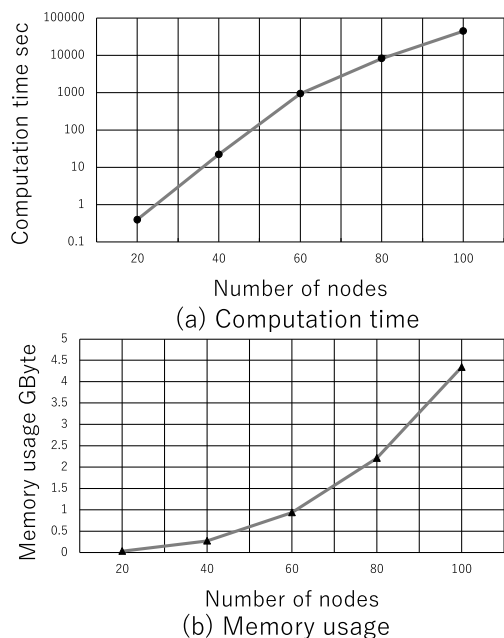 100000
10000
1000
100
10
1
0.1
Computation time sec
20 40 60 80 100
Number of nodes
(a) Computation time
5
4.5
4
3.5
3
2.5
2
1.5
1
0.5
0
Memory usage GByte
20 40 60 80 100
Number of nodes
(b) Memory usage